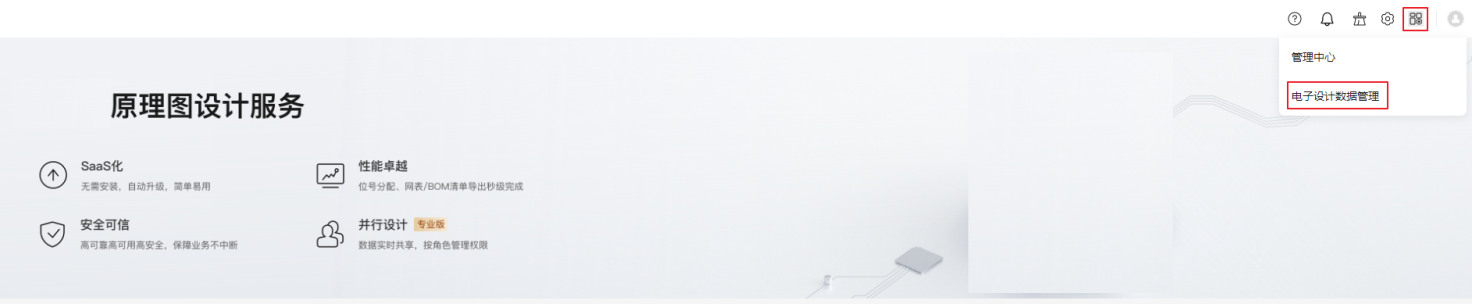 管理中心
电子设计数据管理
原理图设计服务
SaaS化
无需安装，自动升级，简单易用
性能卓越
位号分配、网表/BOM清单导出秒级完成
安全可信
高可靠高可用高安全，保障业务不中断
并行设计 专业版
数据实时共享，按角色管理权限